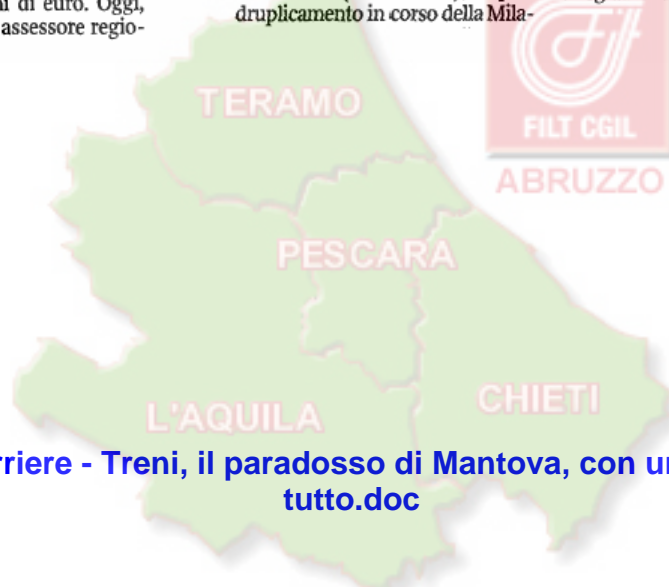 ni di euro. Oggi,
assessore regio-
druplicamento in corso della Mila-
TERAMO
FILT CGIL
ABRUZZO
PESCARA
L'AQUILA
CHIETI
rriere - Treni, il paradosso di Mantova, con un
tutto.doc